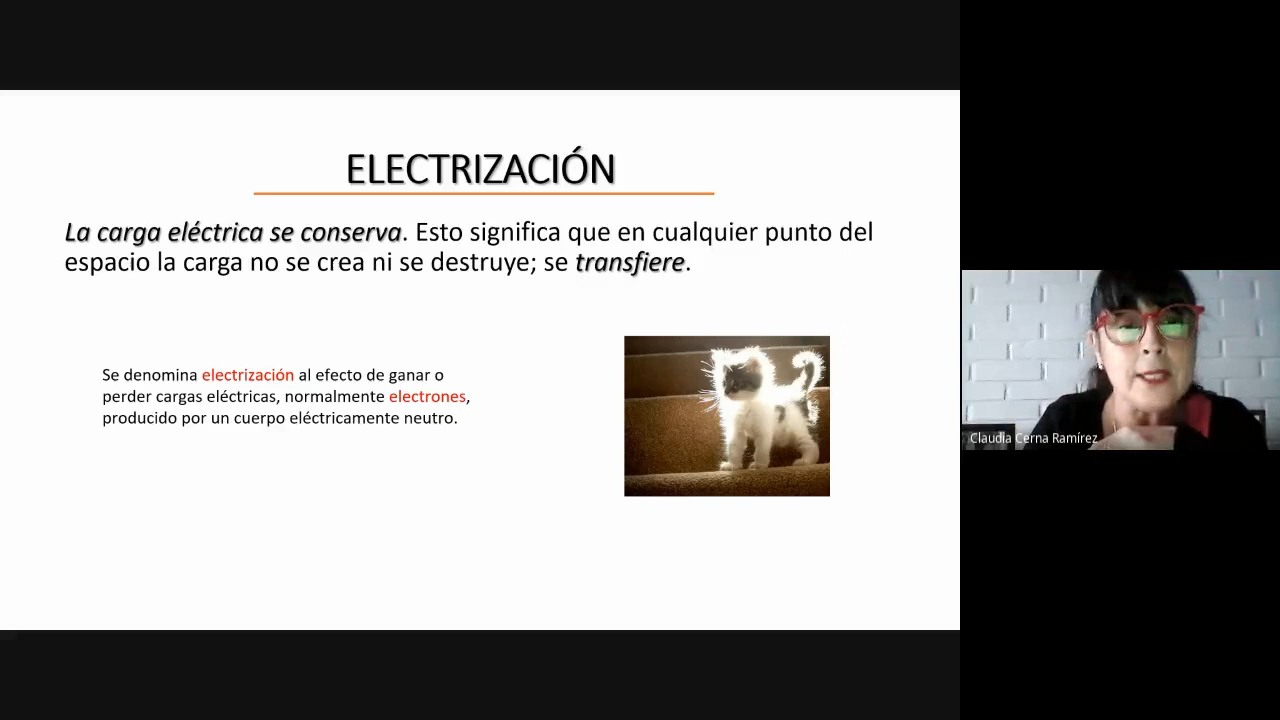 ELECTRIZACIÓN
La carga eléctrica se conserva. Esto significa que en cualquier punto del
espacio la carga no se crea ni se destruye; se transfiere.
Se denomina electrización al efecto de ganar o
perder cargas eléctricas, normalmente electrones,
producido por un cuerpo eléctricamente neutro.
Claudia Cerna Ramírez